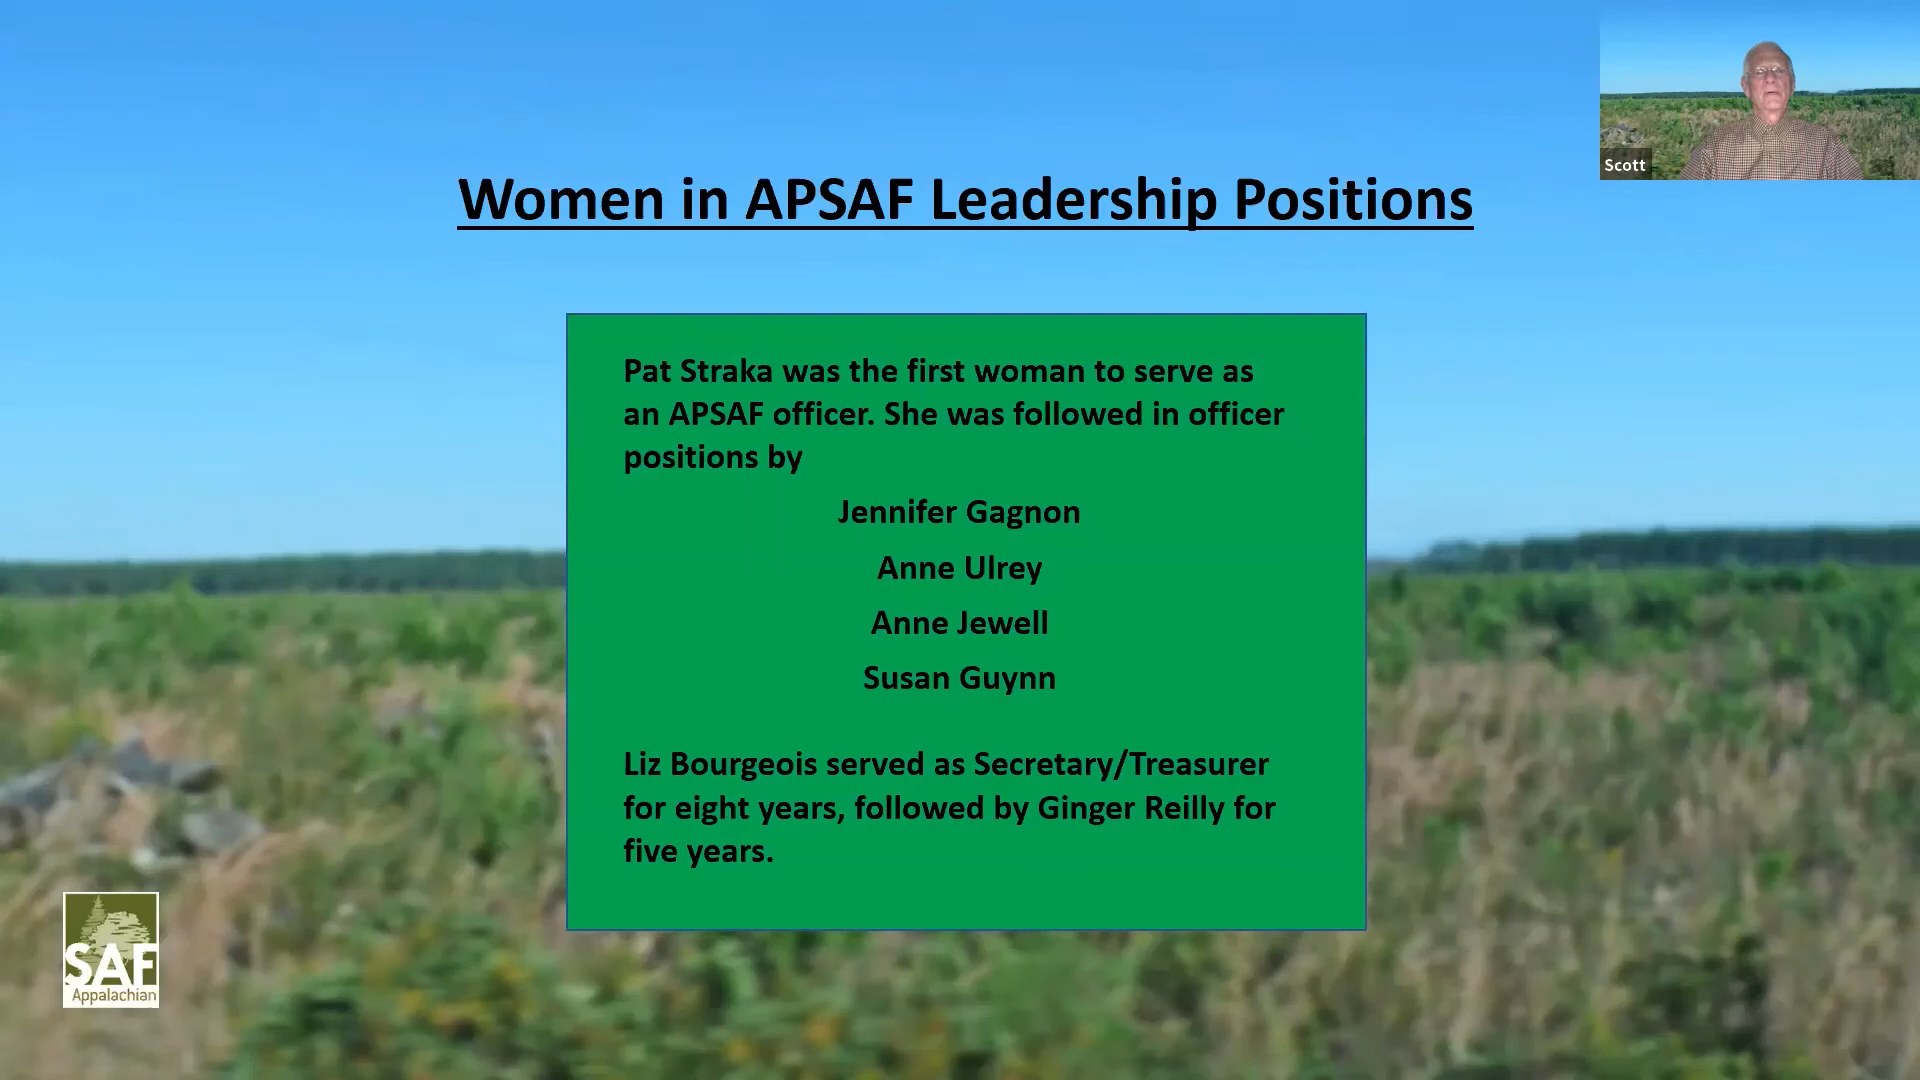 Scott
Women in APSAF Leadership Positions
Pat Straka was the first woman to serve as
an APSAF officer. She was followed in officer
positions by
Jennifer Gagnon
Anne Ulrey
Anne Jewell
Susan Guynn
Liz Bourgeois served as Secretary/Treasurer
for eight years, followed by Ginger Reilly for
five years.
SAF
Appalachian